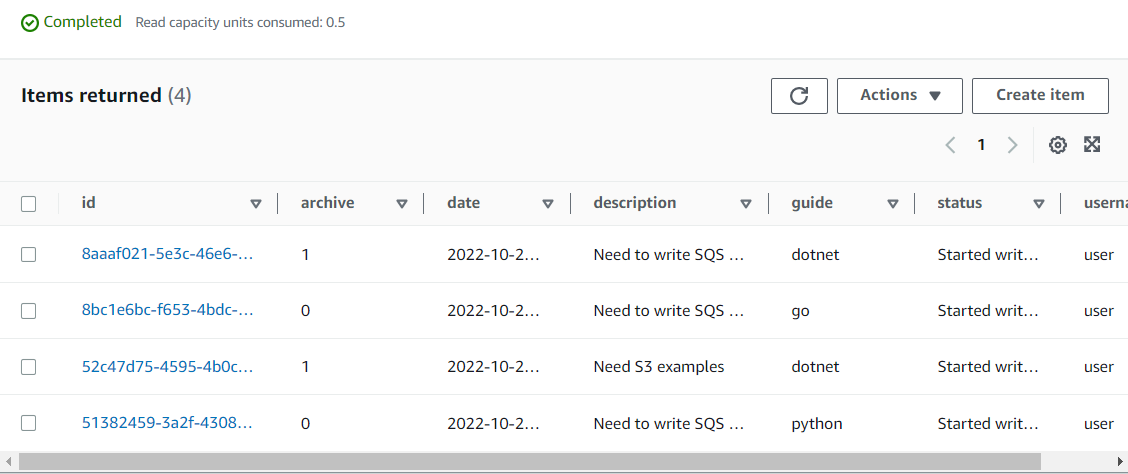 Completed Read capacity units consumed: 0.5
Items returned (4)
Actions Create item
1
id archive date description guide status userna
8aaaf021-5e3c-46e6-... 1 2022-10-2... Need to write SQS ... dotnet Started writ... user
8bc1e6bc-f653-4bdc-... 0 2022-10-2... Need to write SQS ... go Started writ... user
52c47d75-4595-4b0c... 1 2022-10-2... Need S3 examples dotnet Started writ... user
51382459-3a2f-4308... 0 2022-10-2... Need to write SQS ... python Started writ... user